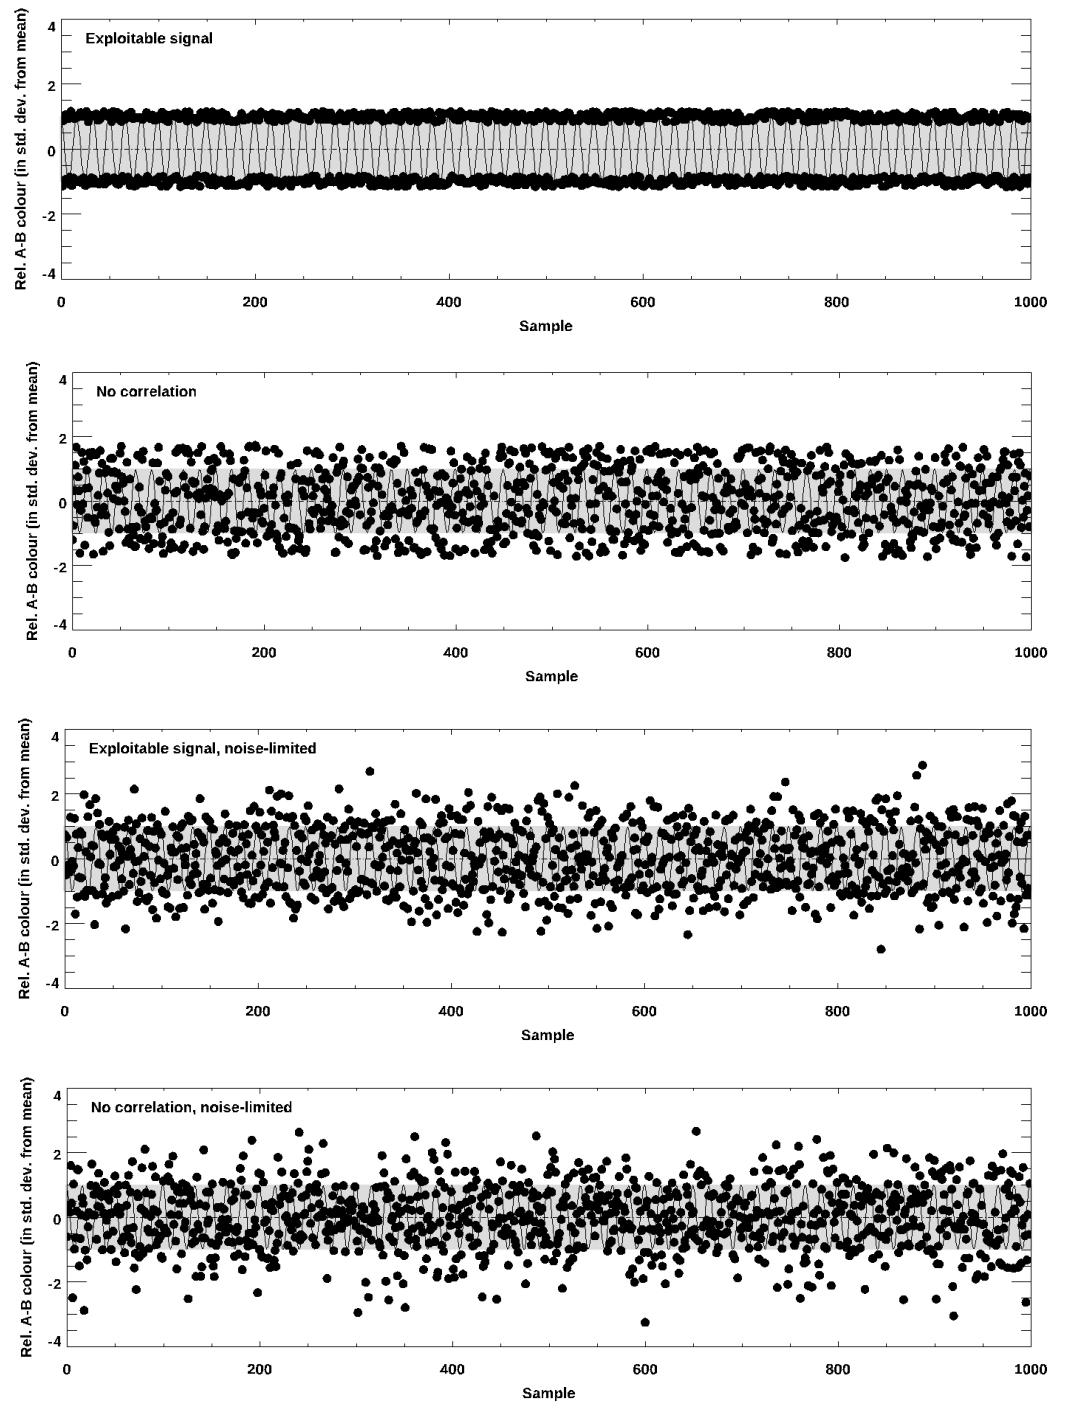 Rel. A-B colour (in std. dev. from mean)
Exploitable signal
4
2
0
-2
-4
0 200 400 600 800 1000
Sample
Rel. A-B colour (in std. dev. from mean)
No correlation
4
2
0
-2
-4
0 200 400 600 800 1000
Sample
Rel. A-B colour (in std. dev. from mean)
Exploitable signal, noise-limited
4
2
0
-2
-4
0 200 400 600 800 1000
Sample
Rel. A-B colour (in std. dev. from mean)
No correlation, noise-limited
4
2
0
-2
-4
0 200 400 600 800 1000
Sample